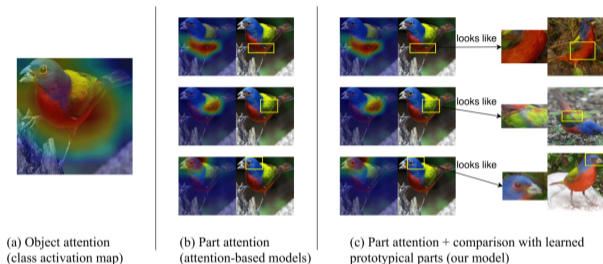 looks like
looks like
looks like
(a) Object attention
(class activation map)
(b) Part attention
(attention-based models)
(c) Part attention + comparison with learned
prototypical parts (our model)